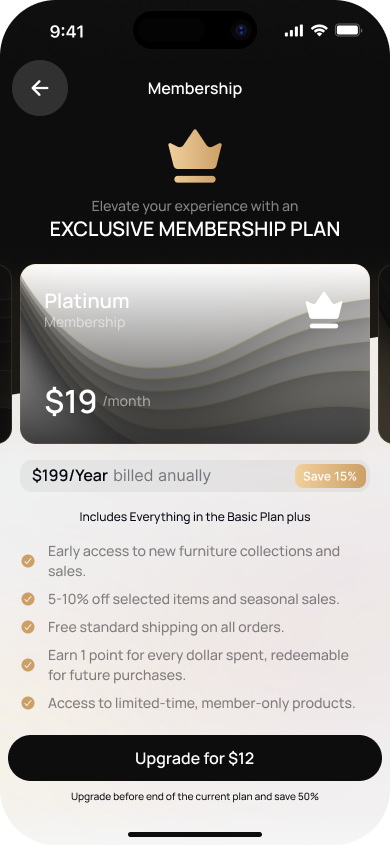 9:41
Membership
Elevate your experience with an
EXCLUSIVE MEMBERSHIP PLAN
Platinum
Membership
$19 /month
$199/Year billed anually
Save 15%
Includes Everything in the Basic Plan plus
Early access to new furniture collections and
sales.
5-10% off selected items and seasonal sales.
Free standard shipping on all orders.
Earn 1 point for every dollar spent, redeemable
for future purchases.
Access to limited-time, member-only products.
Upgrade for $12
Upgrade before end of the current plan and save 50%